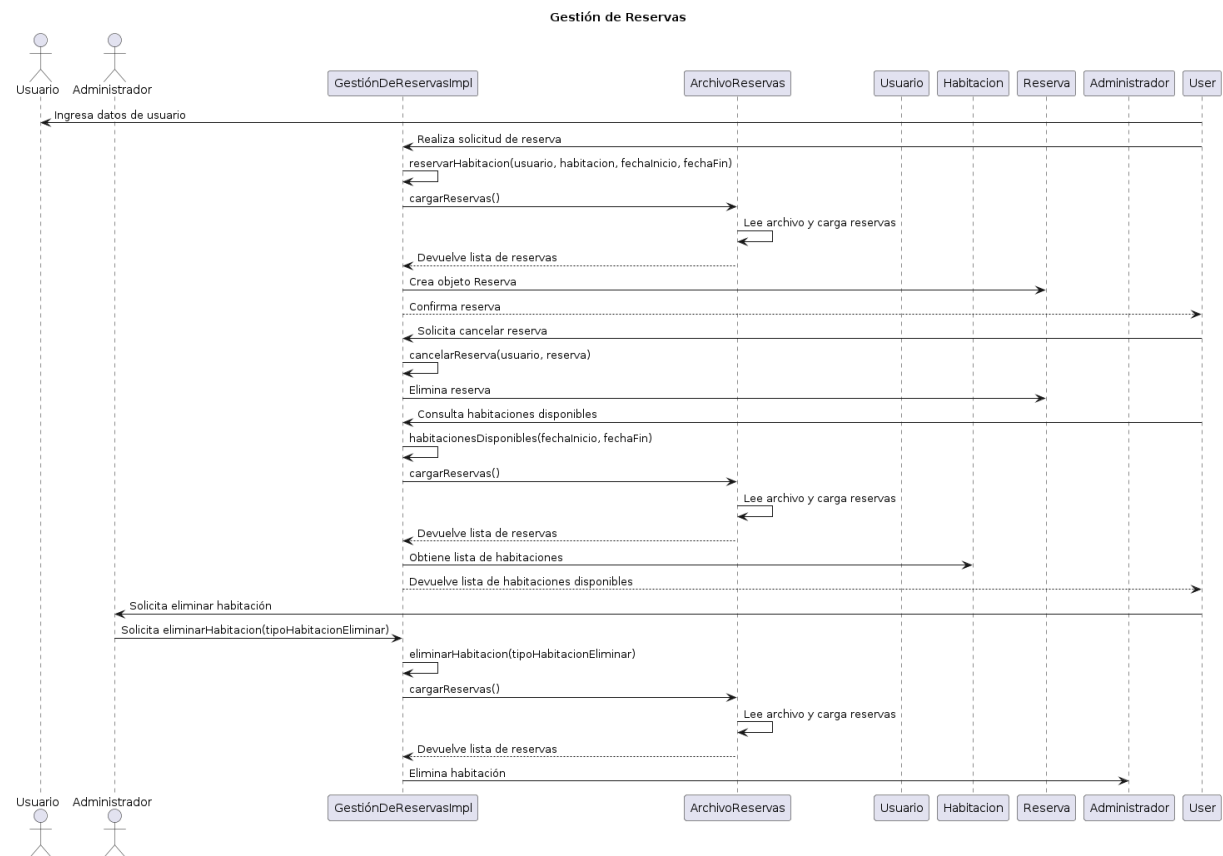 Gestión de Reservas
Usuario Administrador GestiónDeReservasImpl ArchivoReservas Usuario Habitacion Reserva Administrador User
Ingresa datos de usuario
Realiza solicitud de reserva
reservarHabitacion(usuario, habitacion, fechaInicio, fechaFin)
cargarReservas()
Lee archivo y carga reservas
Devuelve lista de reservas
Crea objeto Reserva
Confirma reserva
Solicita cancelar reserva
cancelarReserva(usuario, reserva)
Elimina reserva
Consulta habitaciones disponibles
habitacionesDisponibles(fechaInicio, fechaFin)
cargarReservas()
Lee archivo y carga reservas
Devuelve lista de reservas
Obtiene lista de habitaciones
Devuelve lista de habitaciones disponibles
Solicita eliminar habitación
Solicita eliminarHabitacion(tipoHabitacionEliminar)
eliminarHabitacion(tipoHabitacionEliminar)
cargarReservas()
Lee archivo y carga reservas
Devuelve lista de reservas
Elimina habitación
Usuario Administrador GestiónDeReservasImpl ArchivoReservas Usuario Habitacion Reserva Administrador User